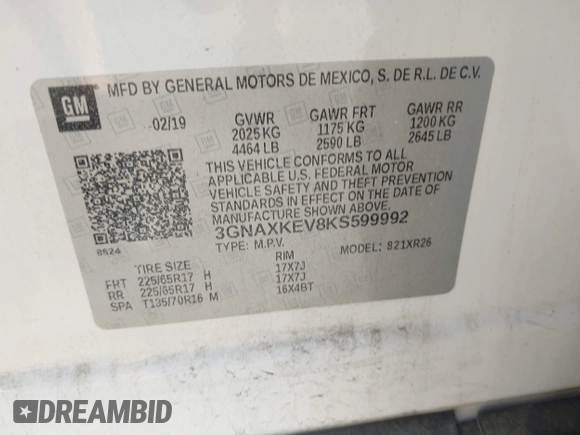 GM
MFD BY GENERAL MOTORS DE MEXICO, S. DE R.L. DE C.V.
02/19 GVWR GAWR FRT GAWR RR
2025 KG 1175 KG 1200 KG
4464 LB 2590 LB 2645 LB
THIS VEHICLE CONFORMS TO ALL
APPLICABLE U.S. FEDERAL MOTOR
VEHICLE SAFETY AND THEFT PREVENTION
STANDARDS IN EFFECT ON THE DATE OF
MANUFACTURE SHOWN ABOVE.
3GNAXKEV8KS599992
8524 TYPE: M.P.V. MODEL: 821XR26
TIRE SIZE RIM
FRT 225/65R17 H 17X7J
RR 225/65R17 H 17X7J
SPA T135/70R16 M 16X4BT
DREAMBID